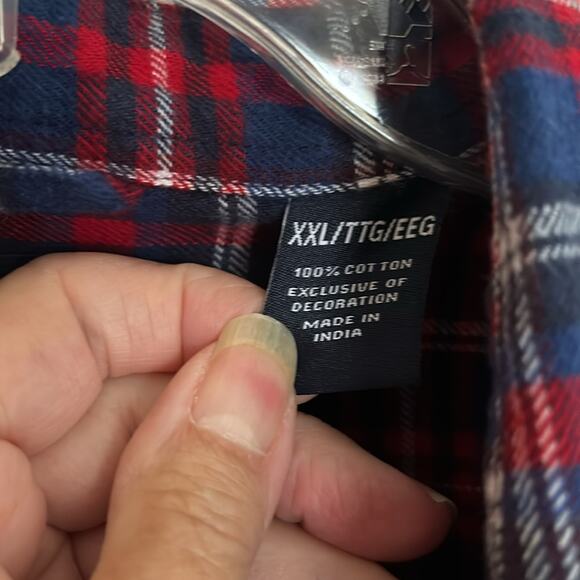 XXL/TTG/EEG
100% COTTON
EXCLUSIVE OF
DECORATION
MADE IN
INDIA